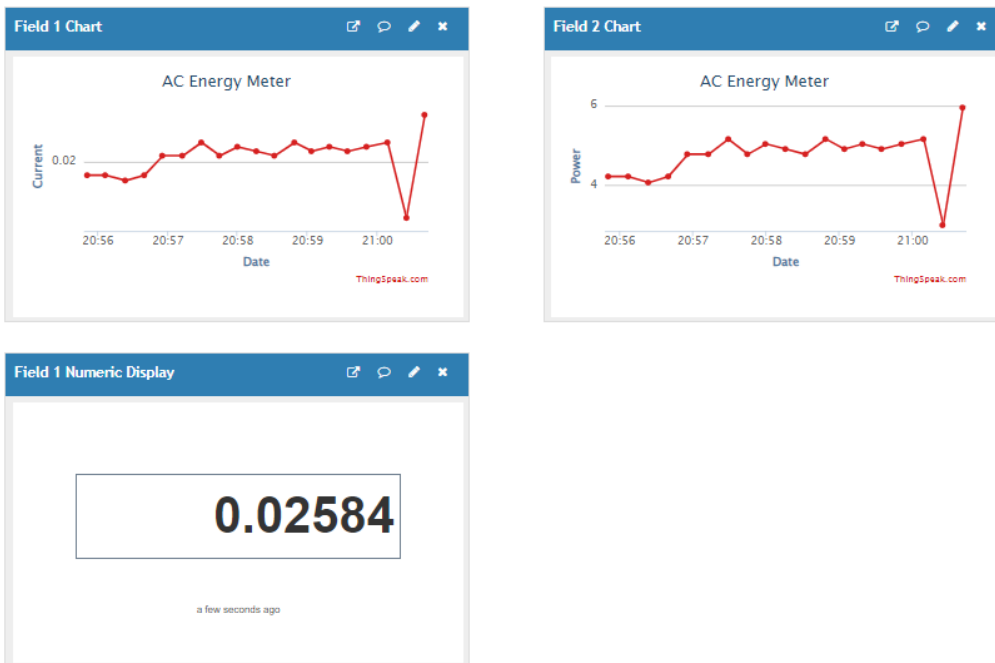 Field 1 Chart
AC Energy Meter
Current
0.02
20:56 20:57 20:58 20:59 21:00
Date
ThingSpeak.com
Field 2 Chart
AC Energy Meter
Power
6
4
20:56 20:57 20:58 20:59 21:00
Date
ThingSpeak.com
Field 1 Numeric Display
0.02584
a few seconds ago